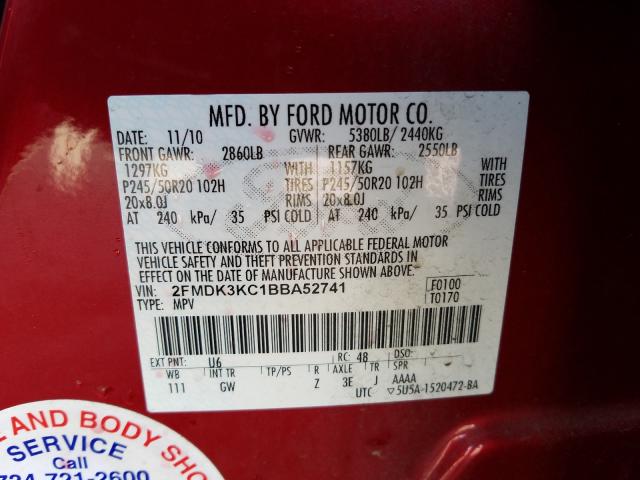 MFD. BY FORD MOTOR CO.
DATE: 11/10 GVWR: 5380LB/ 2440KG
FRONT GAWR: 2860LB REAR GAWR: 2550LB
1297KG WITH 1157KG WITH
P245/50R20 102H TIRES P245/50R20 102H TIRES
20x8.0J RIMS 20x8.0J RIMS
AT 240 kPa/ 35 PSI COLD AT 240 kPa/ 35 PSI COLD
THIS VEHICLE CONFORMS TO ALL APPLICABLE FEDERAL MOTOR
VEHICLE SAFETY AND THEFT PREVENTION STANDARDS IN
EFFECT ON THE DATE OF MANUFACTURE SHOWN ABOVE.
VIN: 2FMDK3KC1BBA52741 F0100
TYPE: MPV T0170
EXT PNT: U6 RC: 48 DSO:
WB INT TR TP/PS R AXLE TR SPR
111 GW Z 3E J AAAA
UTC ▽5U5A-1520472-BA
AND BODY SHO
SERVICE
Call
724-721-2600